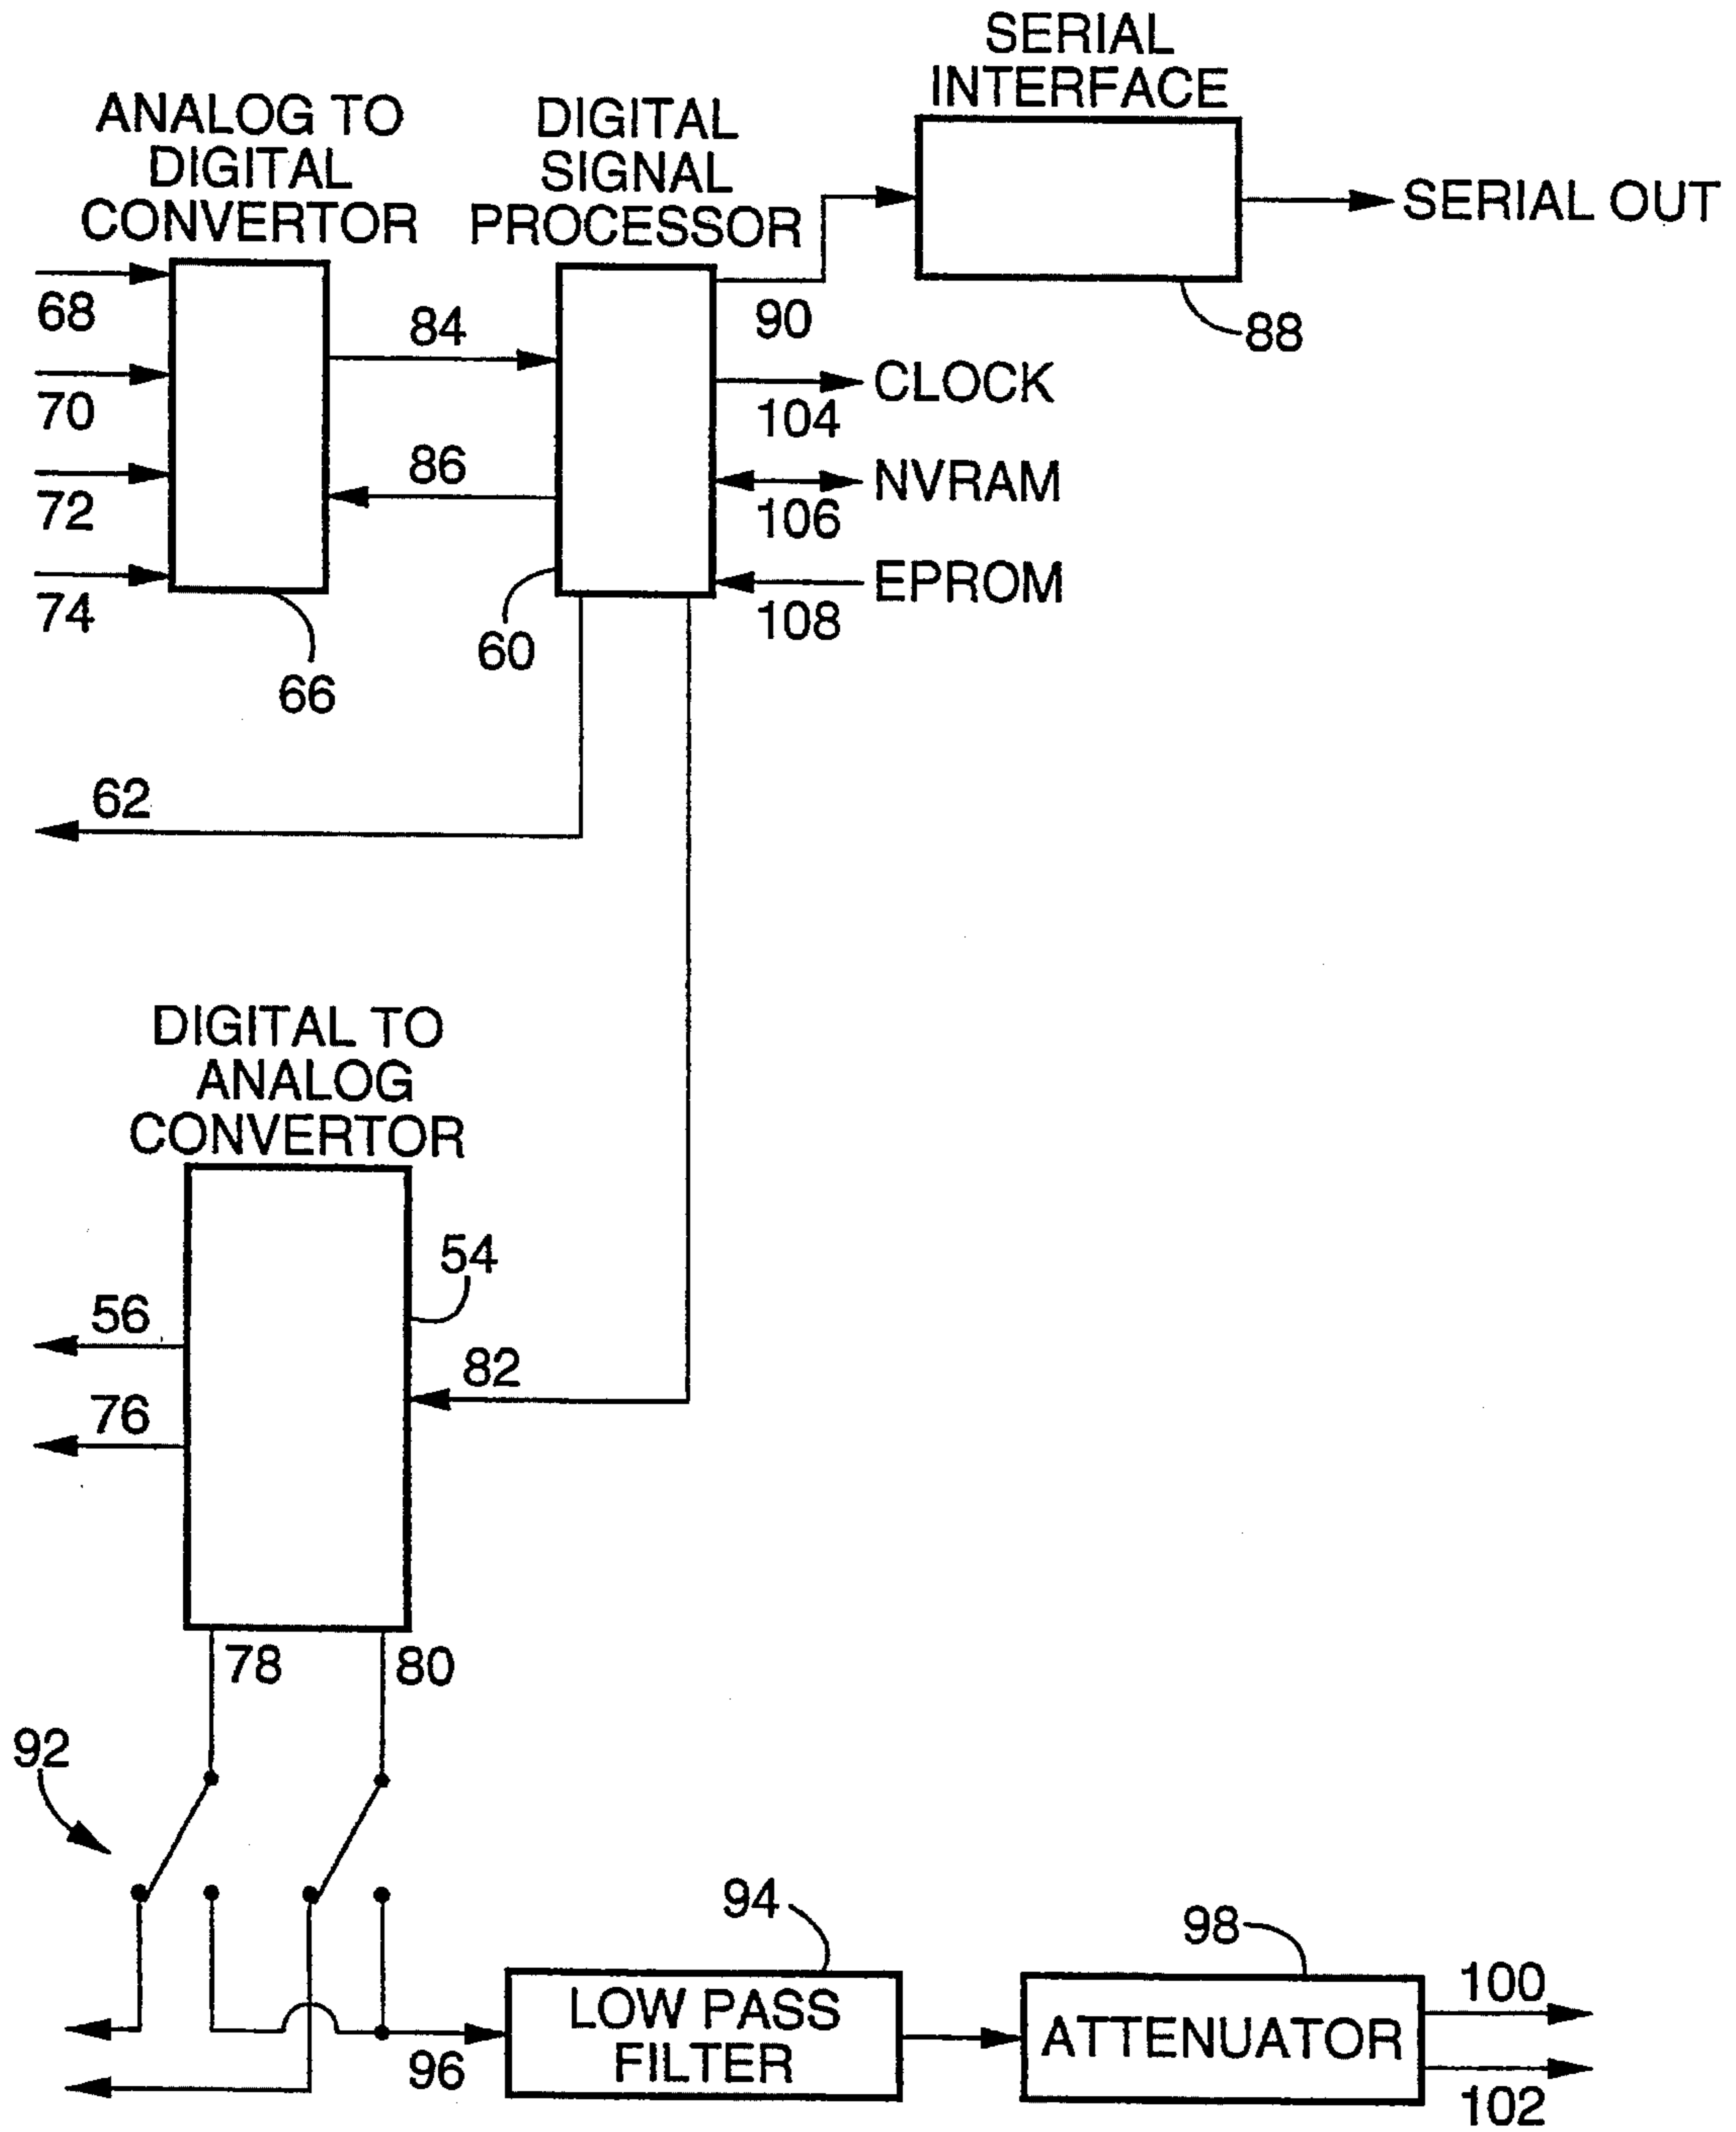 SERIAL
INTERFACE
ANALOG TO
DIGITAL
CONVERTOR
DIGITAL
SIGNAL
PROCESSOR
SERIAL OUT
68
70
72
74
84
86
90
88
CLOCK
104
NVRAM
106
EPROM
108
60
66
62
DIGITAL TO
ANALOG
CONVERTOR
54
56
82
76
78
80
92
94
98
LOW PASS
FILTER
96
ATTENUATOR
100
102